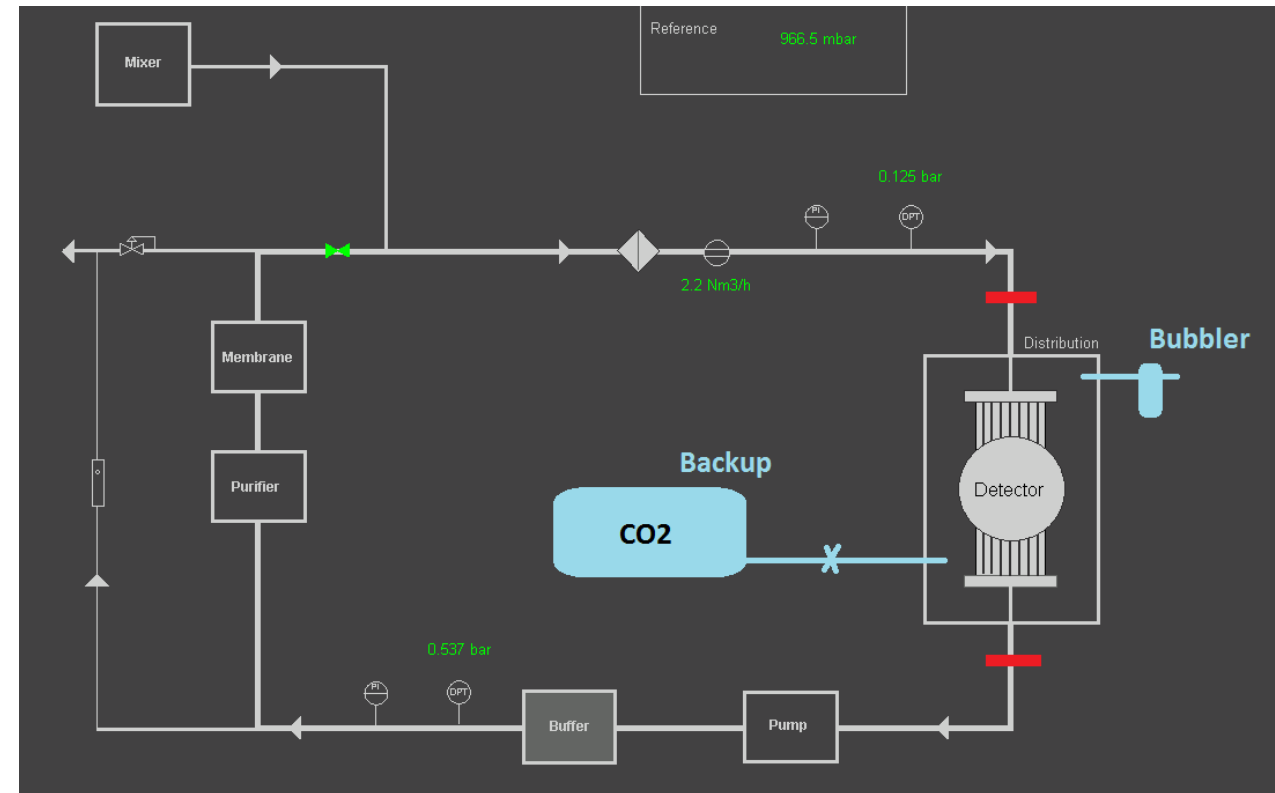 Reference
966.5 mbar
Mixer
0.125 bar
PI
DPT
2.2 Nm3/h
Distribution
Bubbler
Membrane
Backup
Purifier
CO2
Detector
0.537 bar
PI
DPT
Buffer
Pump